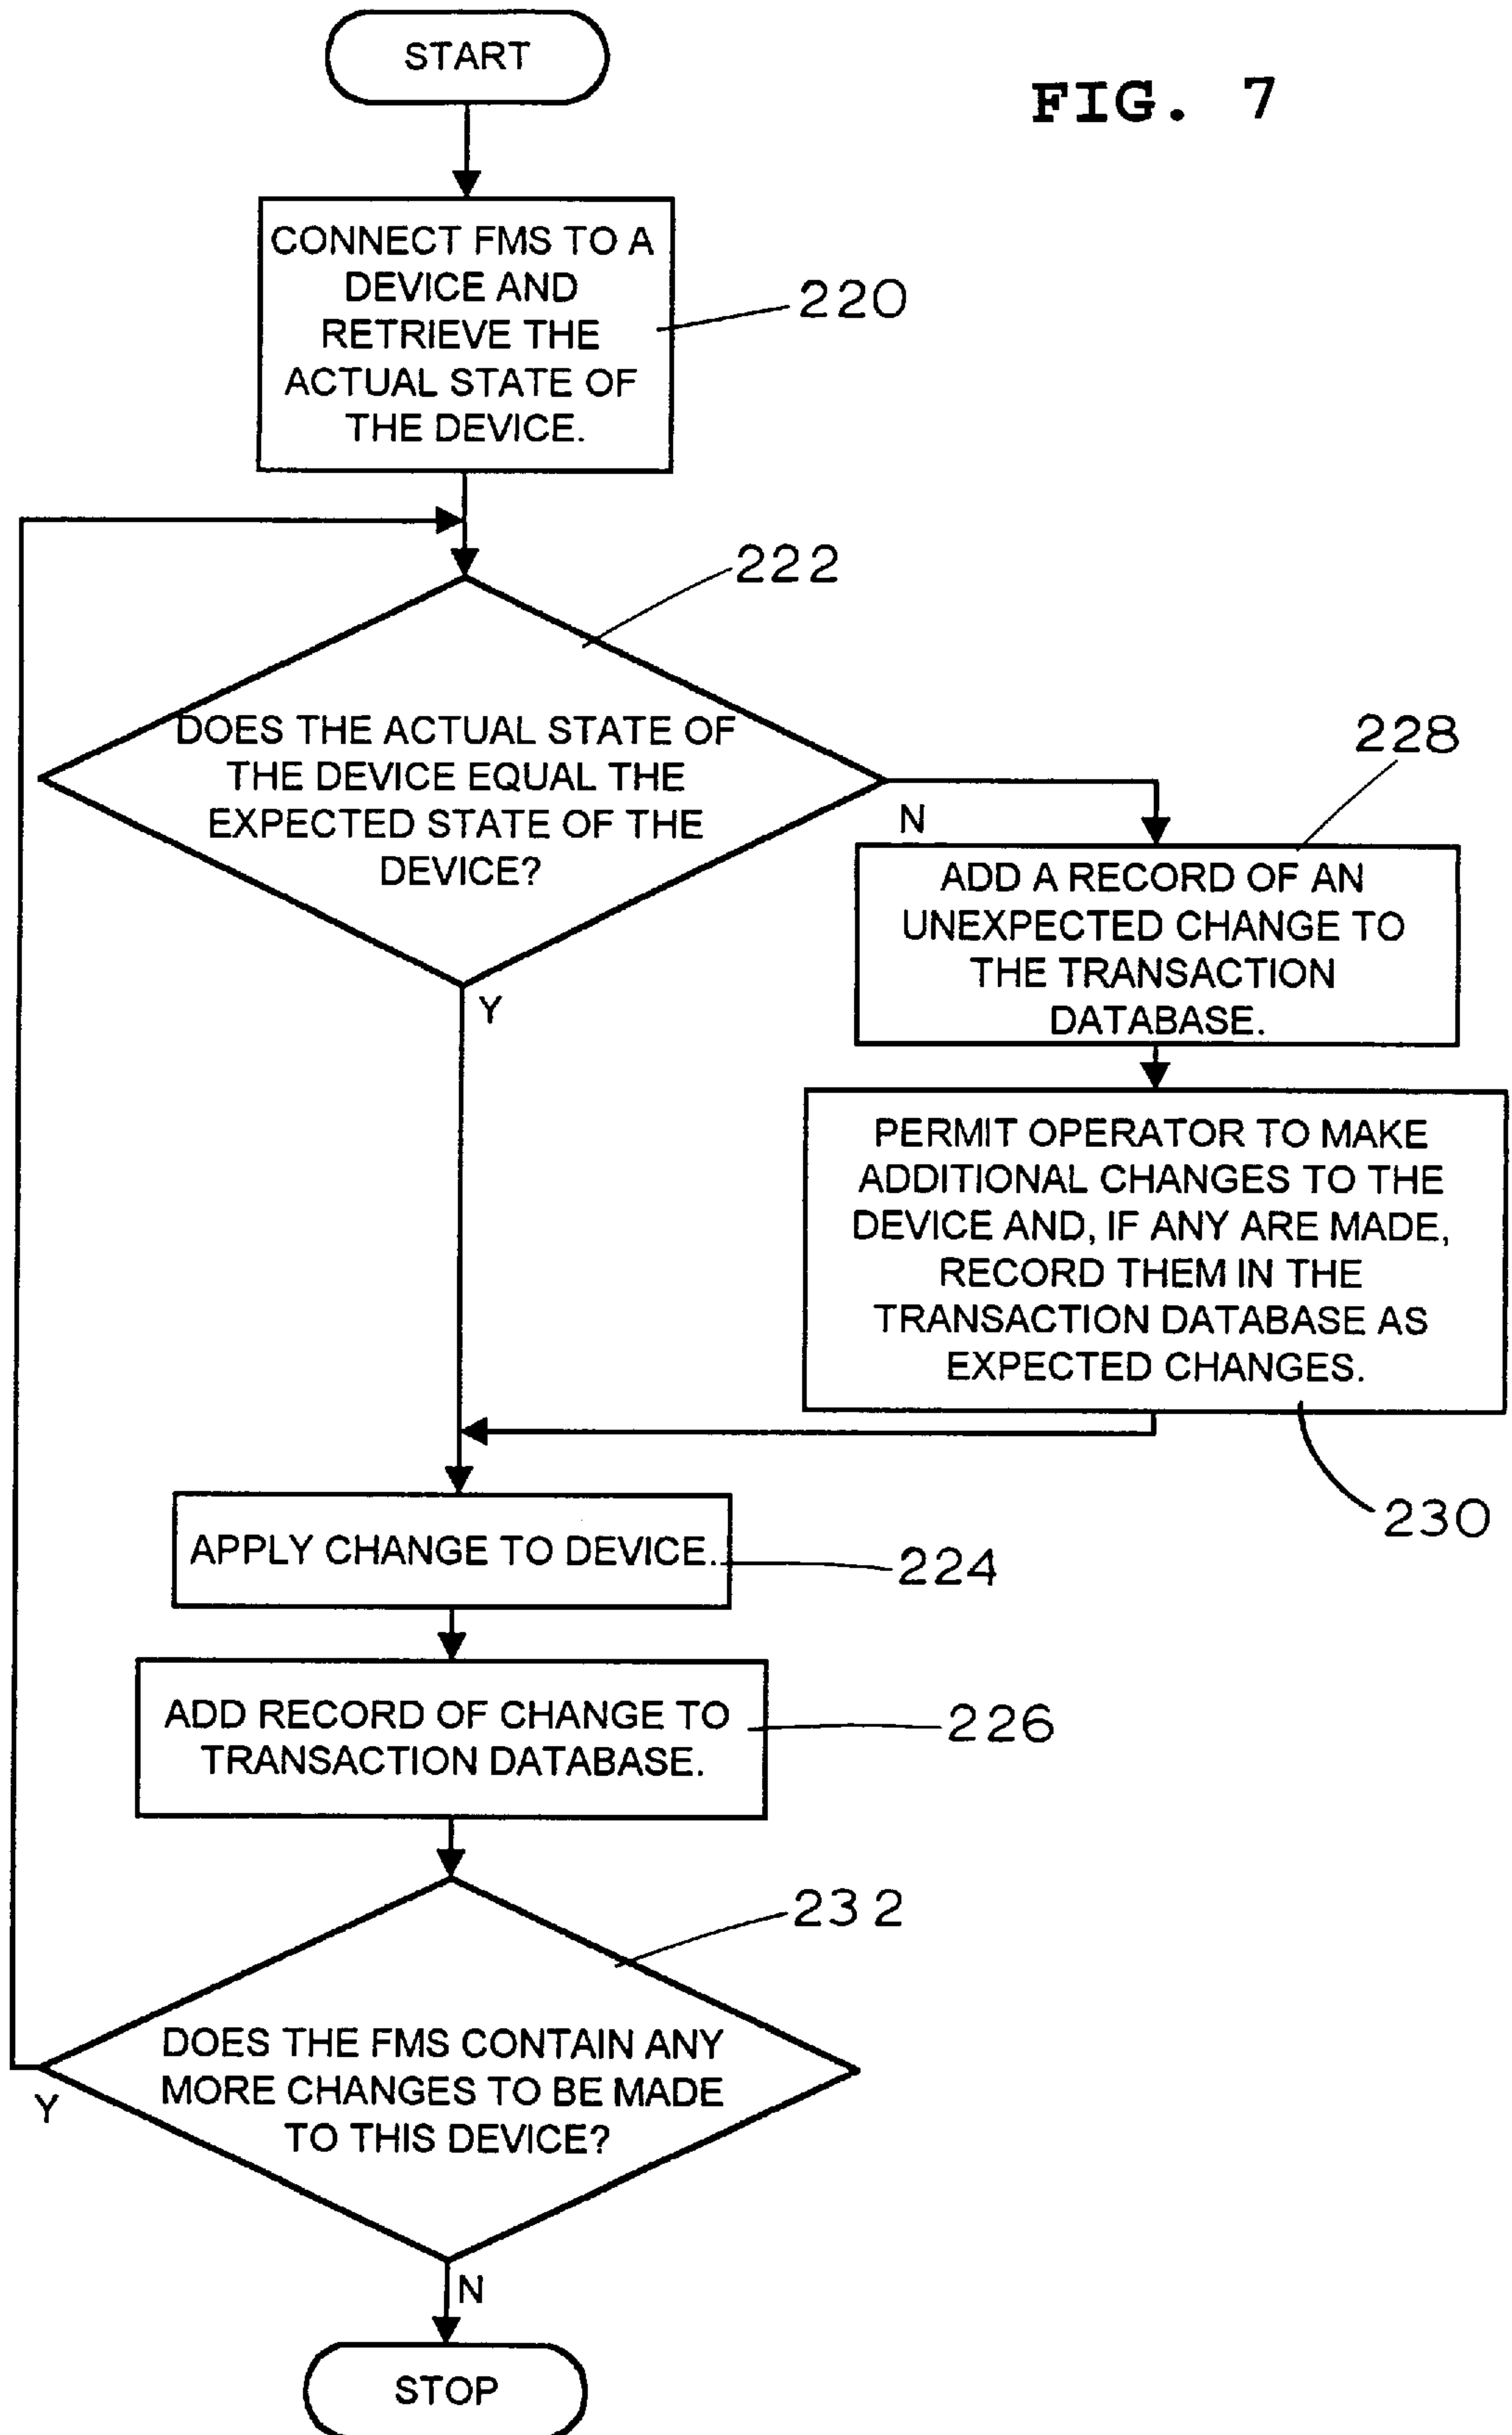 START
FIG. 7
CONNECT FMS TO A
DEVICE AND
RETRIEVE THE
ACTUAL STATE OF
THE DEVICE.
220
222
DOES THE ACTUAL STATE OF
THE DEVICE EQUAL THE
EXPECTED STATE OF THE
DEVICE?
N
Y
228
ADD A RECORD OF AN
UNEXPECTED CHANGE TO
THE TRANSACTION
DATABASE.
PERMIT OPERATOR TO MAKE
ADDITIONAL CHANGES TO THE
DEVICE AND, IF ANY ARE MADE,
RECORD THEM IN THE
TRANSACTION DATABASE AS
EXPECTED CHANGES.
230
APPLY CHANGE TO DEVICE.
224
ADD RECORD OF CHANGE TO
TRANSACTION DATABASE.
226
232
DOES THE FMS CONTAIN ANY
MORE CHANGES TO BE MADE
TO THIS DEVICE?
Y
N
STOP